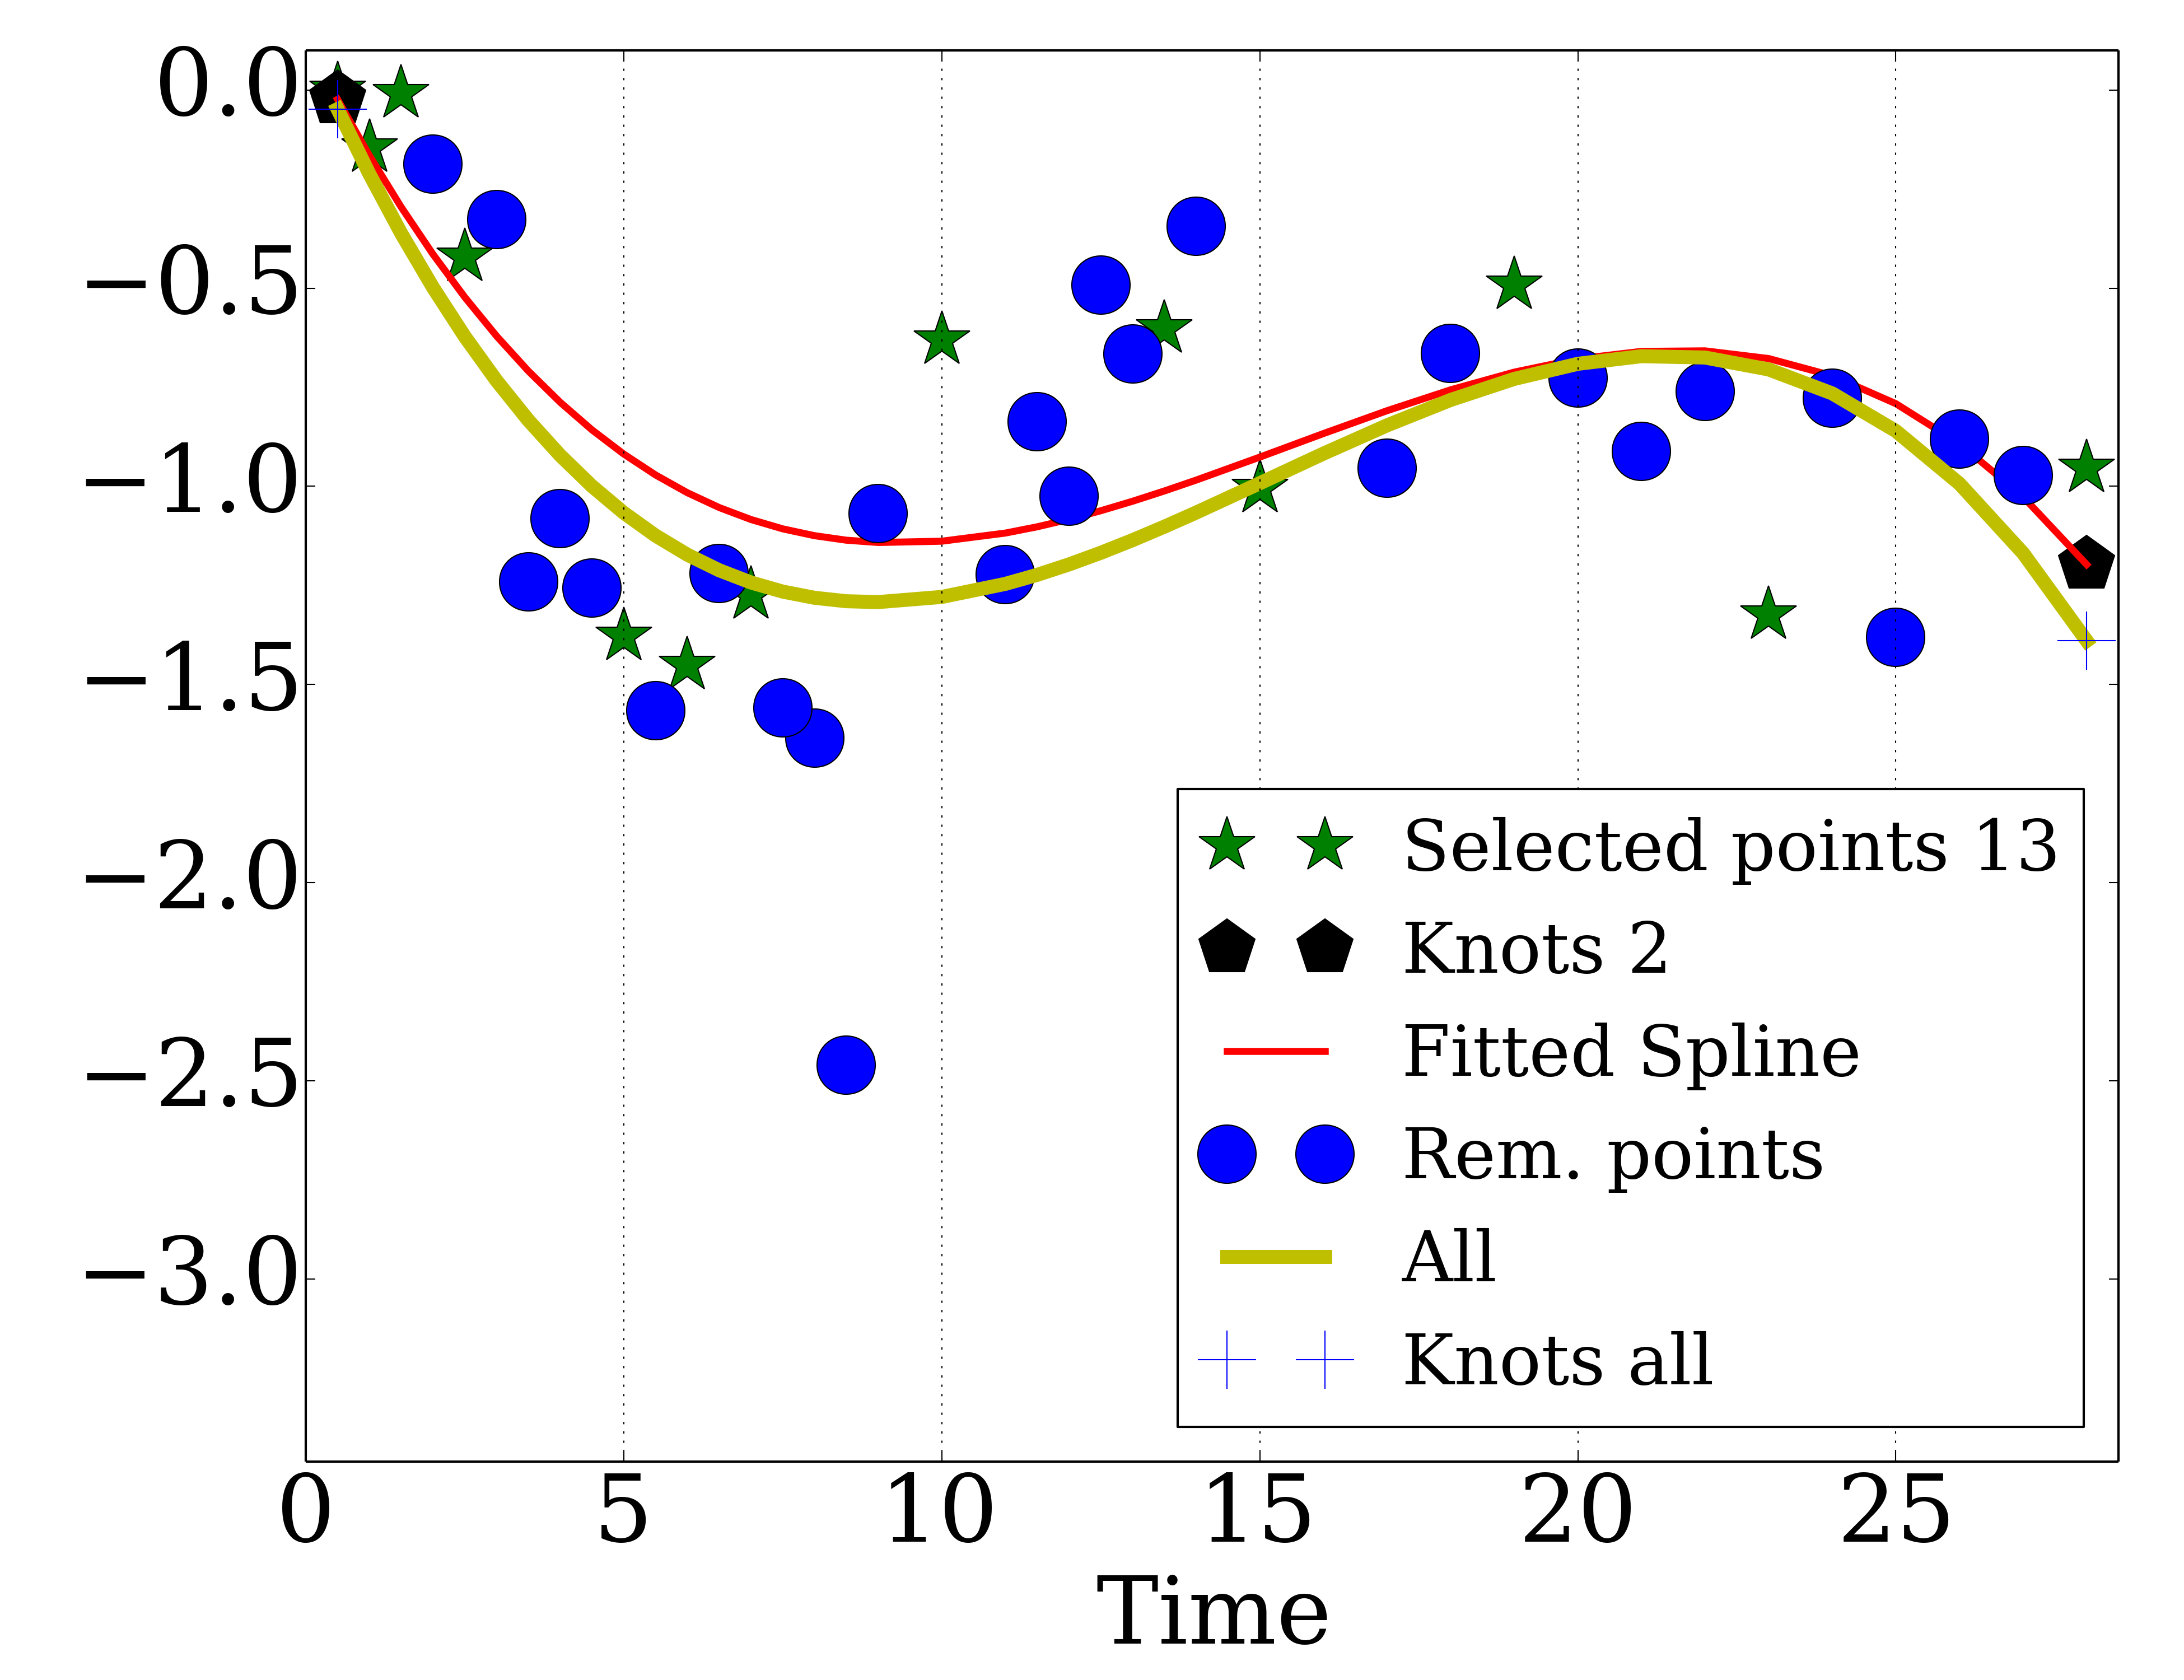 0.0
−0.5
−1.0
−1.5
−2.0
−2.5
−3.0
Selected points 13
Knots 2
Fitted Spline
Rem. points
All
Knots all
0 5 10 15 20 25
Time